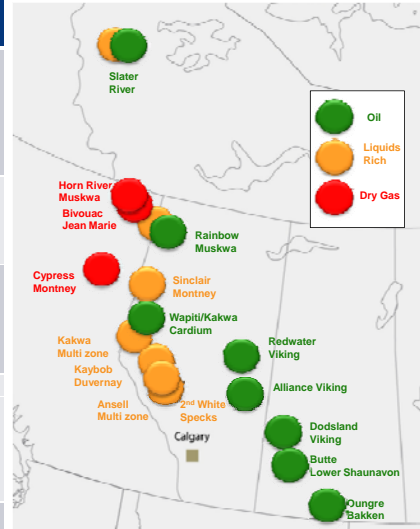 Slater
River
Oil
Liquids
Rich
Dry Gas
Horn River
Muskwa
Bivouac
Jean Marie
Rainbow
Muskwa
Cypress
Montney
Sinclair
Montney
Wapiti/Kakwa
Cardium
Kakwa
Multi zone
Redwater
Viking
Kaybob
Duvernay
Alliance Viking
Ansell
Multi zone
2nd White
Specks
Dodsland
Viking
Calgary
Butte
Lower Shaunavon
Oungre
Bakken